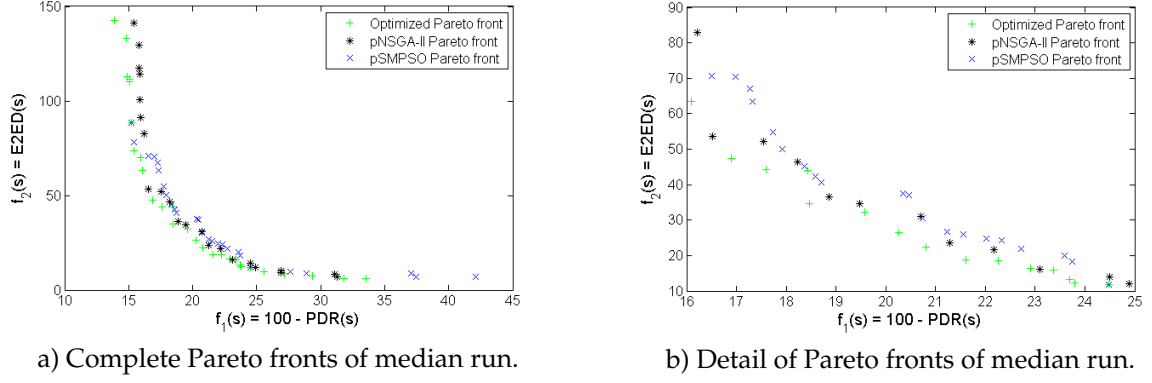 150
100
50
0
10 15 20 25 30 35 40 45
f2(s) = E2ED(s)
f1(s) = 100 - PDR(s)
Optimized Pareto front
pNSGA-II Pareto front
pSMPSO Pareto front
a) Complete Pareto fronts of median run.
90
80
70
60
50
40
30
20
10
16 17 18 19 20 21 22 23 24 25
f2(s) = E2ED(s)
f1(s) = 100 - PDR(s)
Optimized Pareto front
pNSGA-II Pareto front
pSMPSO Pareto front
b) Detail of Pareto fronts of median run.